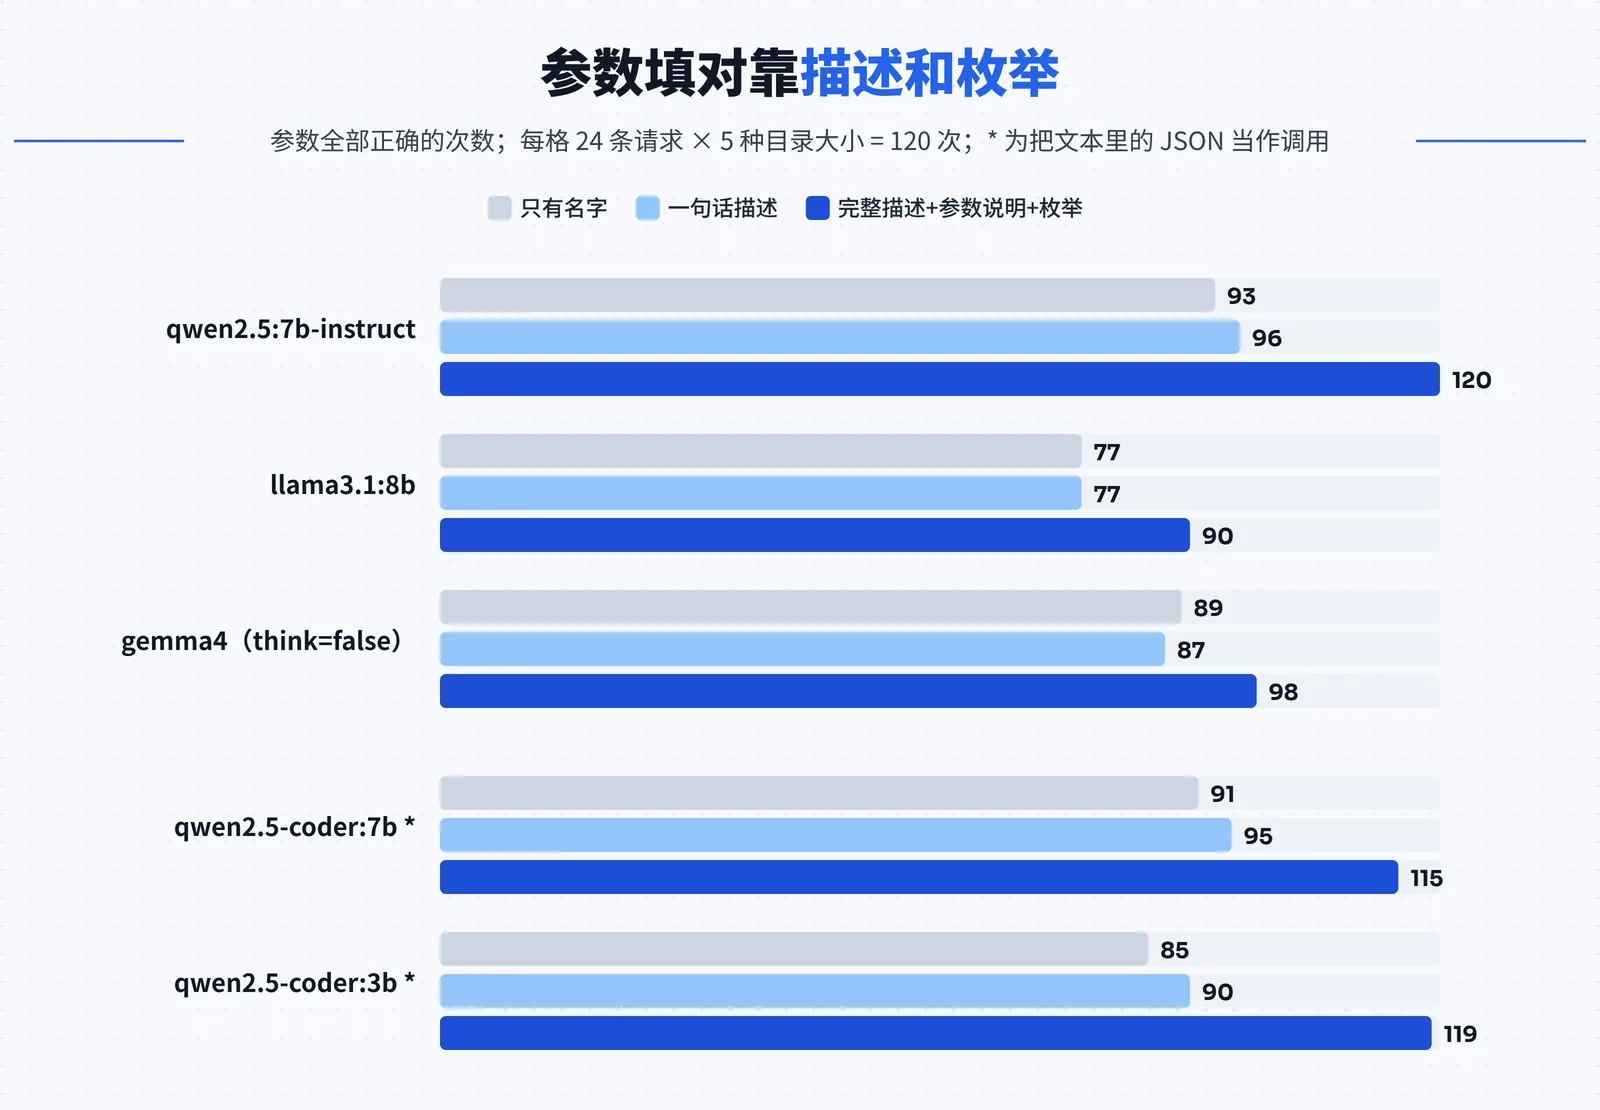 参数填对靠描述和枚举
参数全部正确的次数；每格 24 条请求 × 5 种目录大小 = 120 次；* 为把文本里的 JSON 当作调用
只有名字 一句话描述 完整描述+参数说明+枚举
qwen2.5:7b-instruct
93
96
120
llama3.1:8b
77
77
90
gemma4（think=false）
89
87
98
qwen2.5-coder:7b *
91
95
115
qwen2.5-coder:3b *
85
90
119